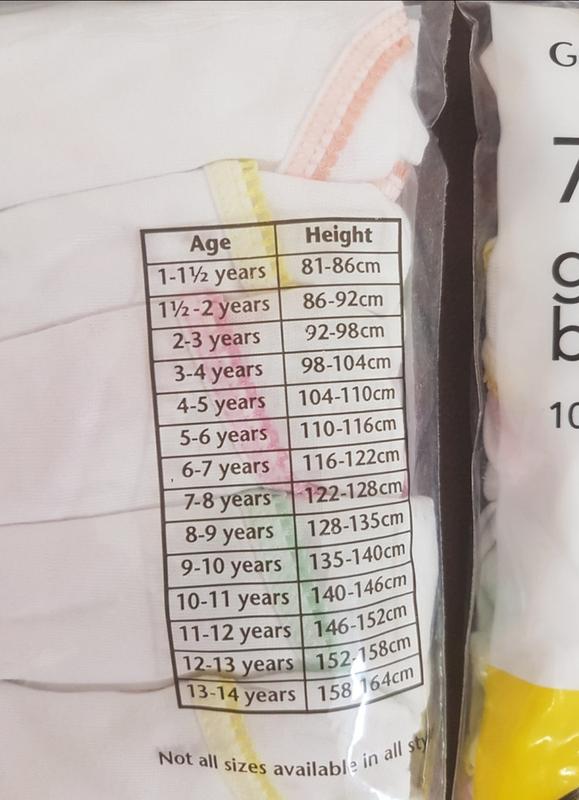 Age Height
1-1½ years 81-86cm
1½-2 years 86-92cm
2-3 years 92-98cm
3-4 years 98-104cm
4-5 years 104-110cm
5-6 years 110-116cm
6-7 years 116-122cm
7-8 years 122-128cm
8-9 years 128-135cm
9-10 years 135-140cm
10-11 years 140-146cm
11-12 years 146-152cm
12-13 years 152-158cm
13-14 years 158-164cm
Not all sizes available in all sty
G
7
g
b
10